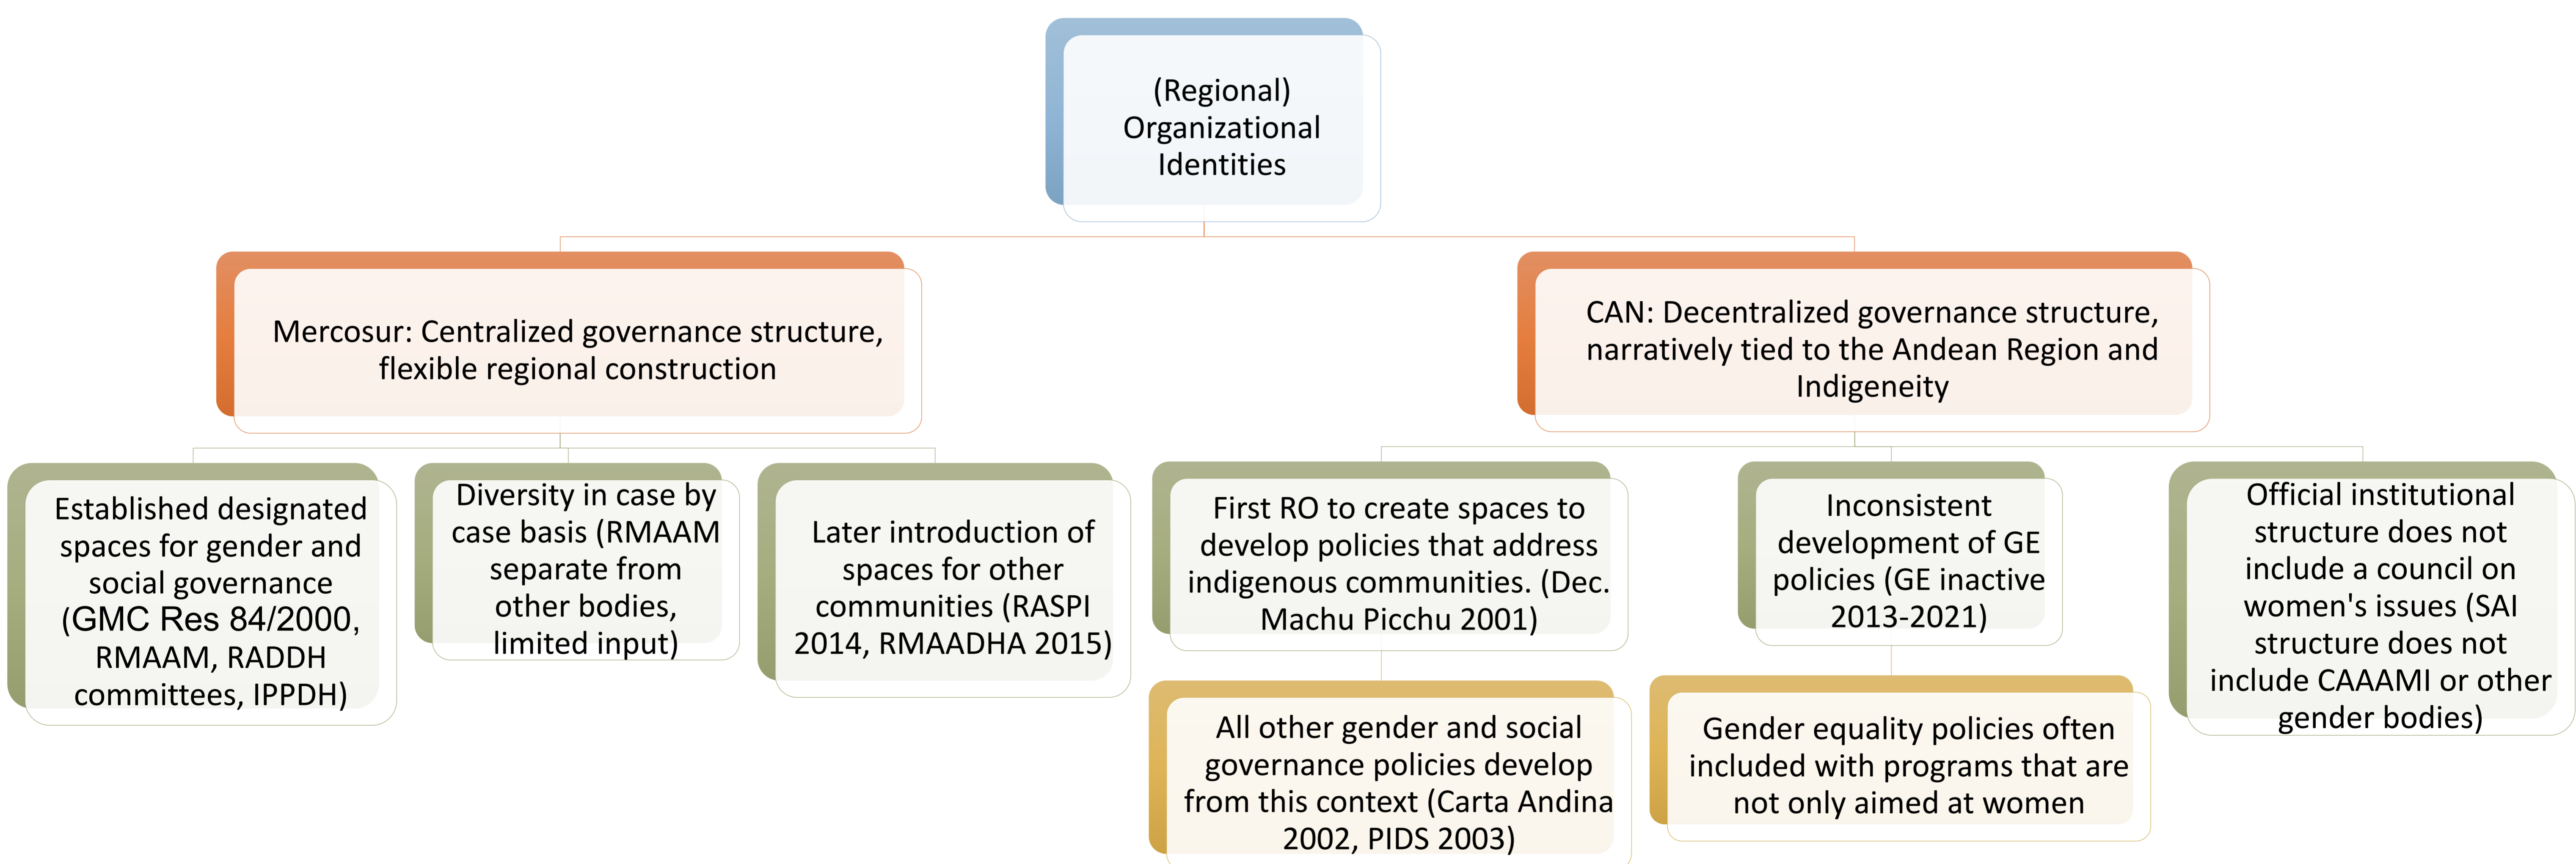 (Regional)
Organizational
Identities
Mercosur: Centralized governance structure,
flexible regional construction
CAN: Decentralized governance structure,
narratively tied to the Andean Region and
Indigeneity
Established designated
spaces for gender and
social governance
(GMC Res 84/2000,
RMAAM, RADDH
committees, IPPDH)
Diversity in case by
case basis (RMAAM
separate from
other bodies,
limited input)
Later introduction of
spaces for other
communities (RASPI
2014, RMAADHA 2015)
First RO to create spaces to
develop policies that address
indigenous communities. (Dec.
Machu Picchu 2001)
Inconsistent
development of GE
policies (GE inactive
2013-2021)
Official institutional
structure does not
include a council on
women's issues (SAI
structure does not
include CAAAMI or other
gender bodies)
All other gender and social
governance policies develop
from this context (Carta Andina
2002, PIDS 2003)
Gender equality policies often
included with programs that are
not only aimed at women